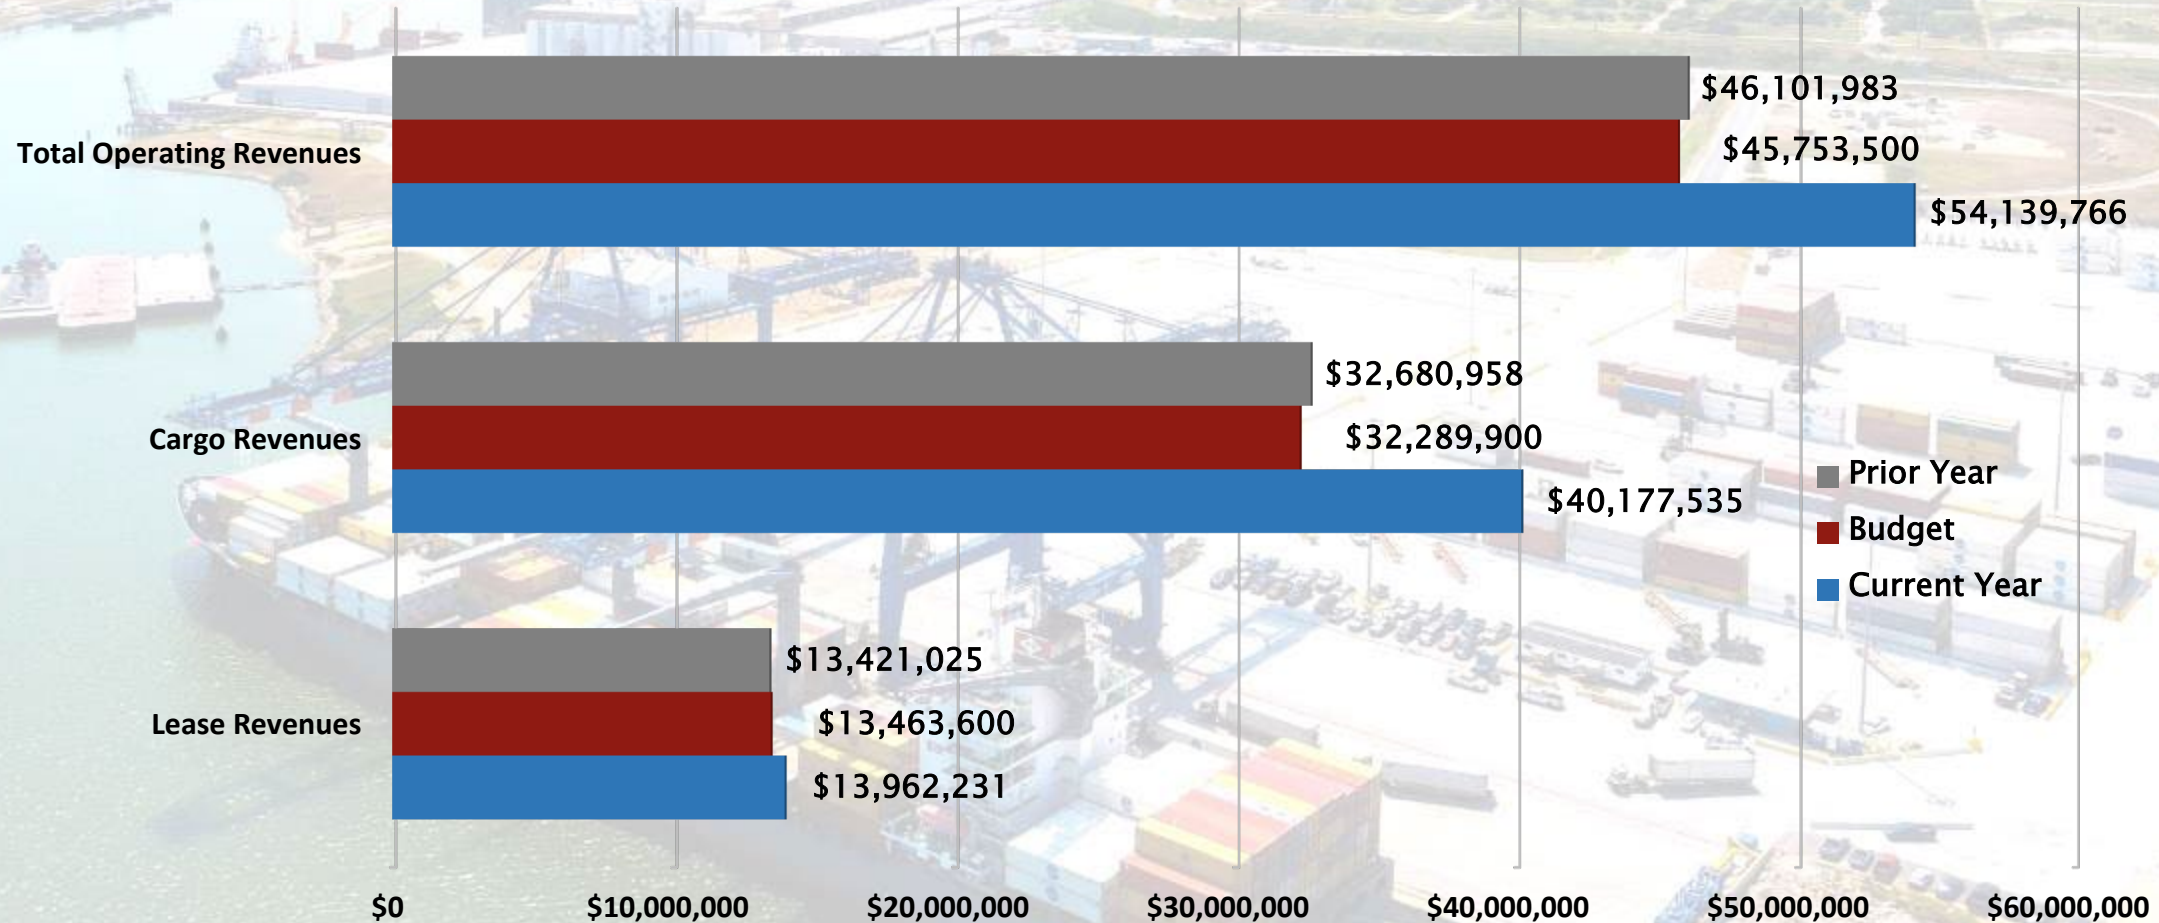 $46,101,983
Total Operating Revenues
$45,753,500
$54,139,766
$32,680,958
Cargo Revenues
$32,289,900
$40,177,535
Prior Year
Budget
Current Year
$13,421,025
Lease Revenues
$13,463,600
$13,962,231
$0 $10,000,000 $20,000,000 $30,000,000 $40,000,000 $50,000,000 $60,000,000